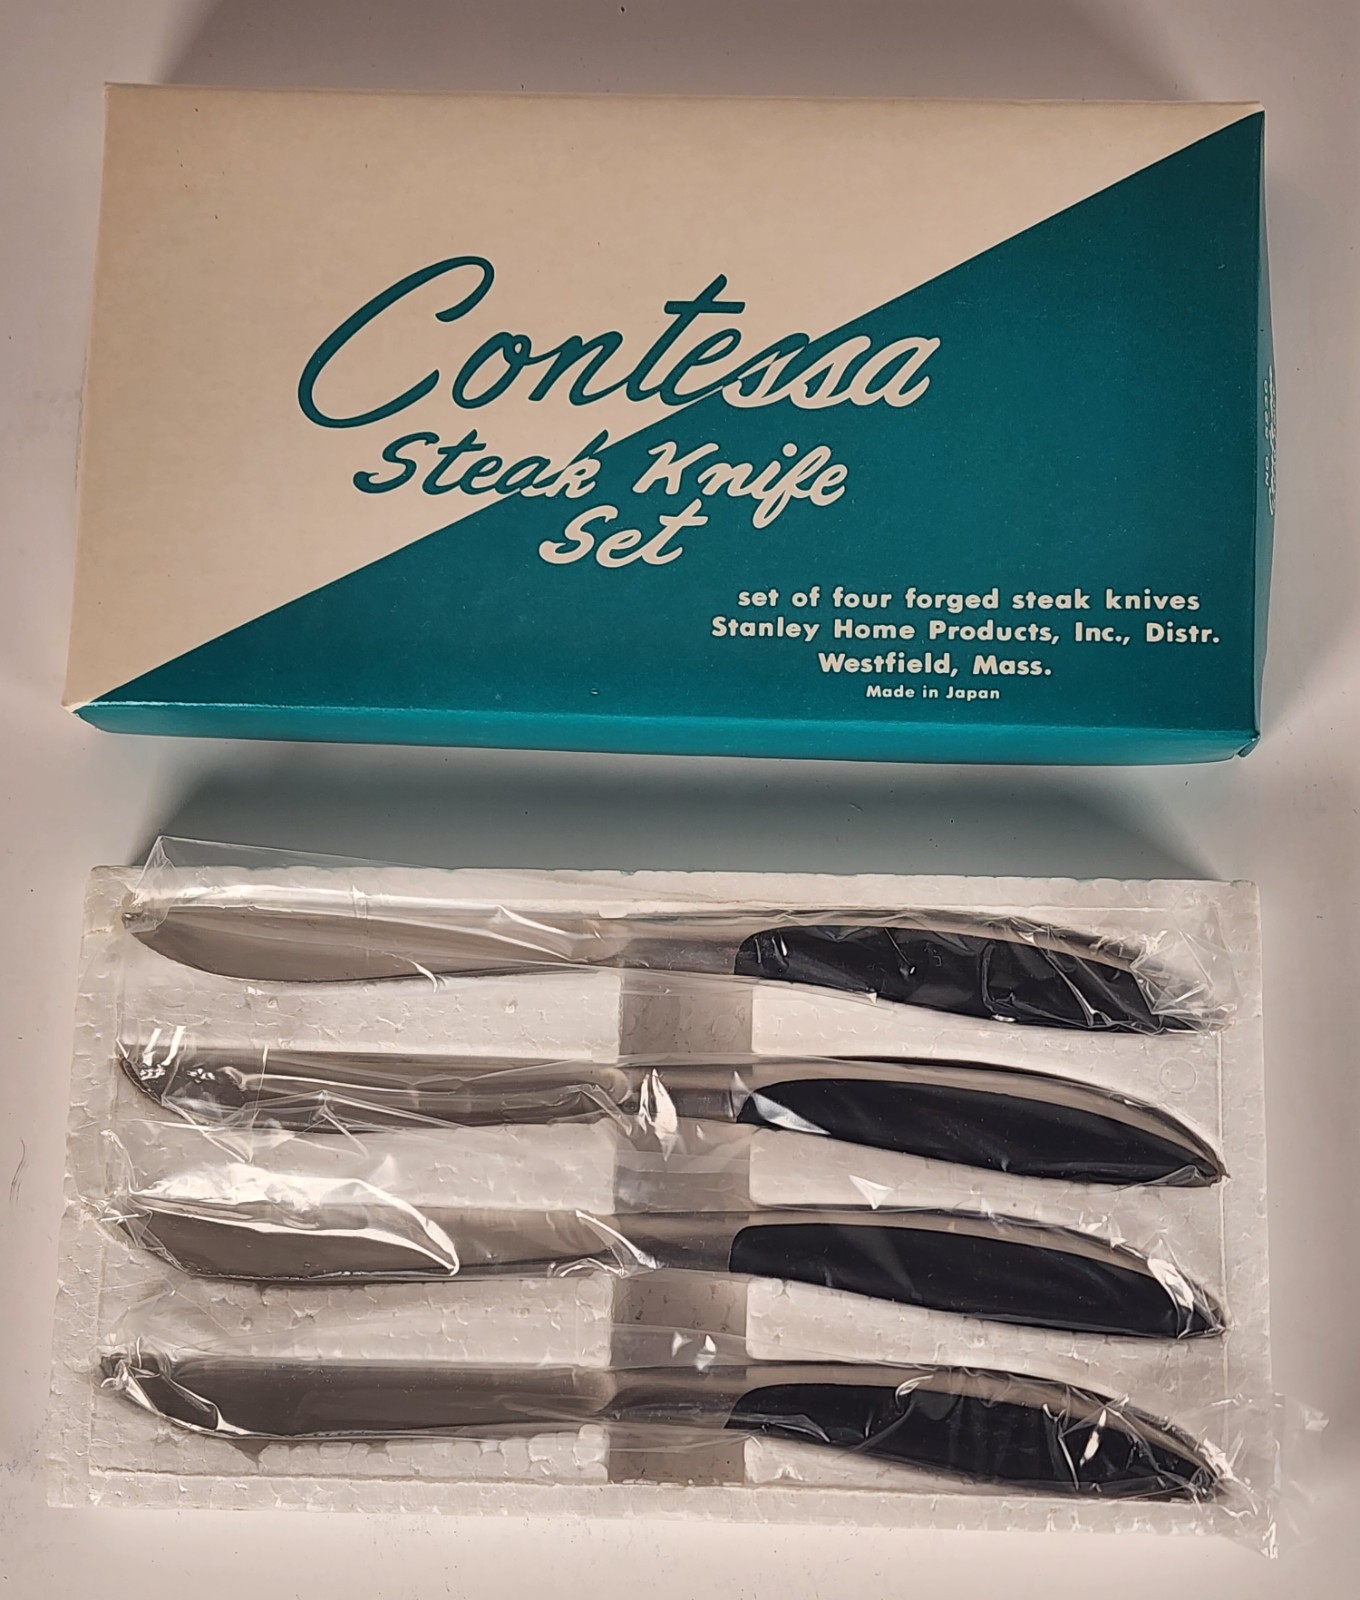 Contessa
Steak Knife
Set
set of four forged steak knives
Stanley Home Products, Inc., Distr.
Westfield, Mass.
Made in Japan